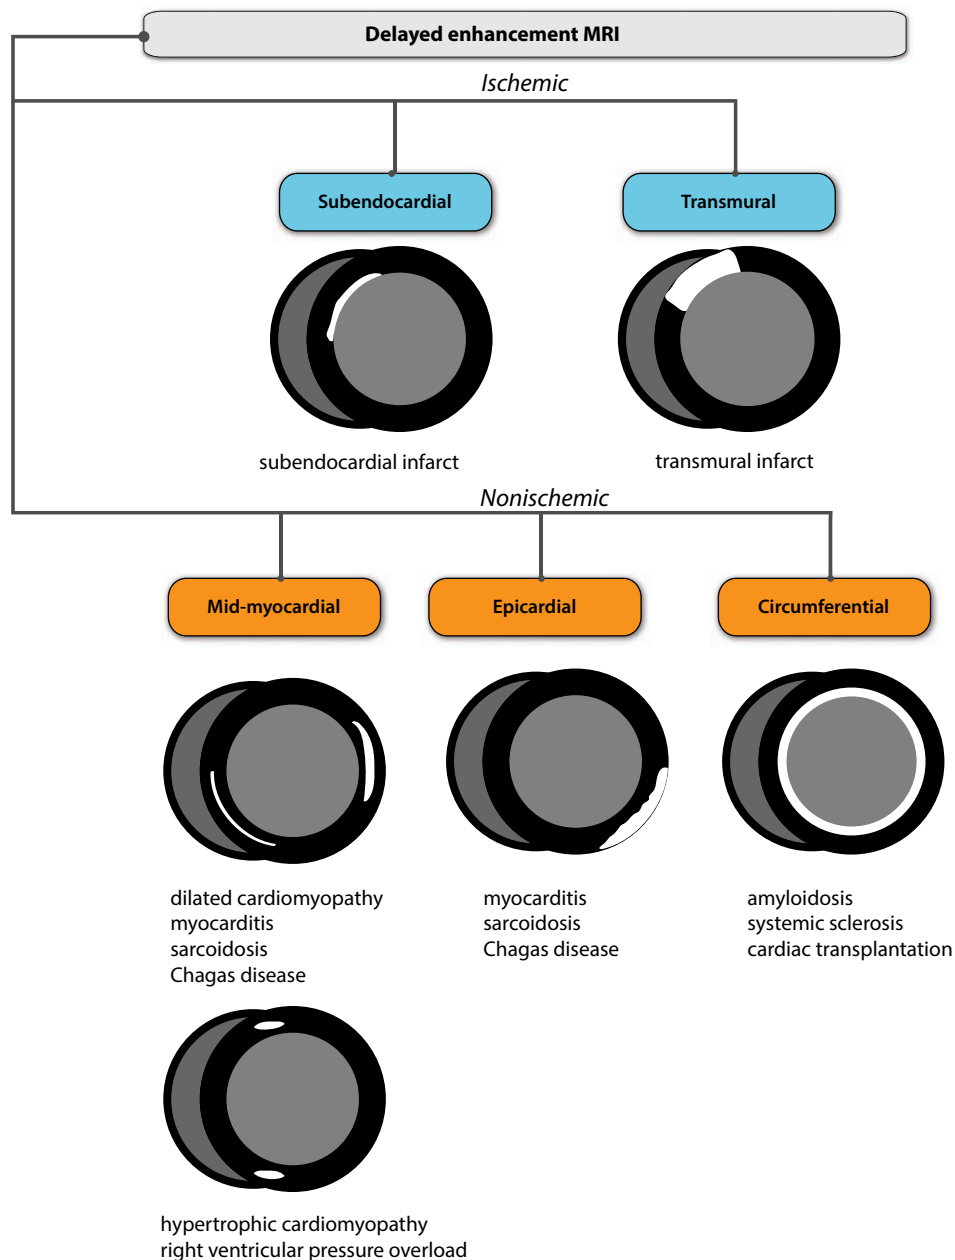 Delayed enhancement MRI
Ischemic
Subendocardial
Transmural
subendocardial infarct
transmural infarct
Nonischemic
Mid-myocardial
Epicardial
Circumferential
dilated cardiomyopathy
myocarditis
sarcoidosis
Chagas disease
myocarditis
sarcoidosis
Chagas disease
amyloidosis
systemic sclerosis
cardiac transplantation
hypertrophic cardiomyopathy
right ventricular pressure overload